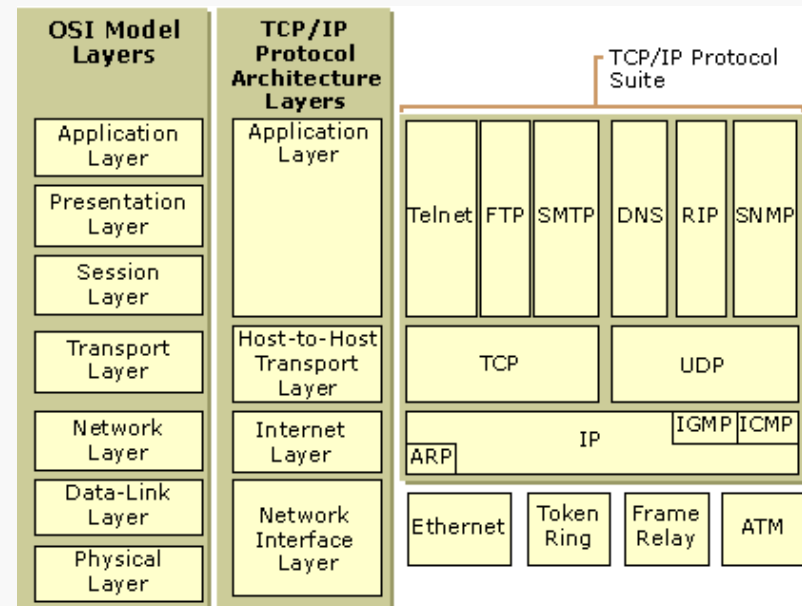 OSI Model
Layers
Application
Layer
Presentation
Layer
Session
Layer
Transport
Layer
Network
Layer
Data-Link
Layer
Physical
Layer
TCP/IP
Protocol
Architecture
Layers
Application
Layer
Host-to-Host
Transport
Layer
Internet
Layer
Network
Interface
Layer
TCP/IP Protocol
Suite
Telnet FTP SMTP DNS RIP SNMP
TCP UDP
IGMP ICMP
IP
ARP
Ethernet
Token
Ring
Frame
Relay
ATM